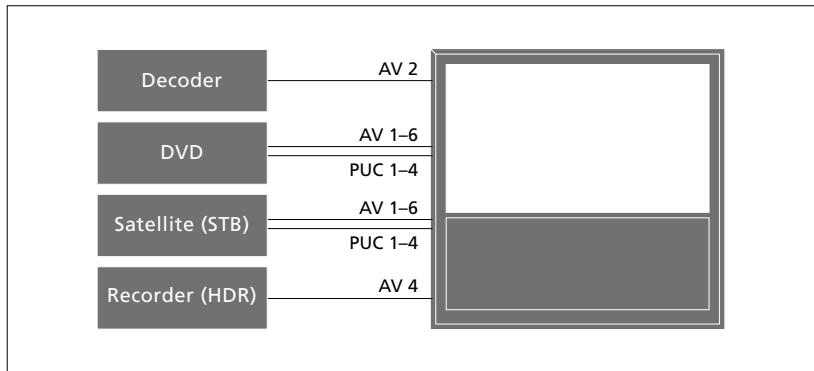 Decoder
AV 2
DVD
AV 1–6
PUC 1–4
Satellite (STB)
AV 1–6
PUC 1–4
Recorder (HDR)
AV 4